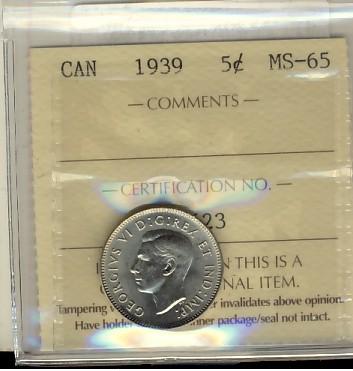 CAN 1939 5¢ MS-65
— COMMENTS —
— CERTIFICATION NO. —
23
GEORGIVS VI D:G:REX ET IND:IMP:
N THIS IS A
NAL ITEM.
Tampering invalidates above opinion.
Have holder inner package/seal not intact.